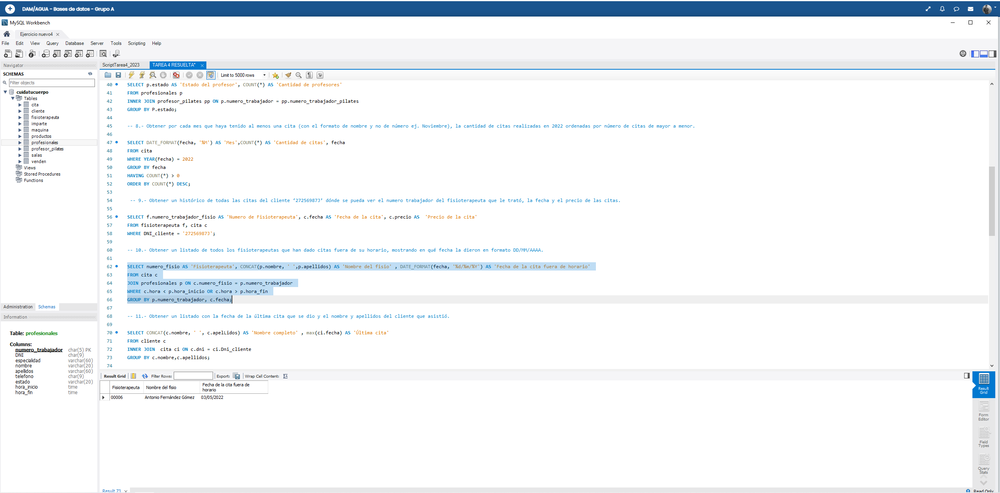 DAM/AGUA - Bases de datos - Grupo A
MySQL Workbench
Ejercicio nuevo4
File Edit View Query Database Server Tools Scripting Help
Navigator
SCHEMAS
Filter objects
cuidatucuerpo
Tables
cita
cliente
fisioterapeuta
imparte
maquina
productos
profesionales
profesor_pilates
salas
venden
Views
Stored Procedures
Functions
Administration Schemas
Information
Table: profesionales
Columns:
numero_trabajador char(5) PK
DNI char(9)
especialidad varchar(60)
nombre varchar(20)
apellidos varchar(60)
telefono char(9)
estado varchar(20)
hora_inicio time
hora_fin time
ScriptTarea4_2023 TAREA 4 RESUELTA*
Limit to 5000 rows
40 SELECT p.estado AS 'Estado del profesor', COUNT(*) AS 'Cantidad de profesores'
41 FROM profesionales p
42 INNER JOIN profesor_pilates pp ON p.numero_trabajador = pp.numero_trabajador_pilates
43 GROUP BY P.estado;
44
45 -- 8.- Obtener por cada mes que haya tenido al menos una cita (con el formato de nombre y no de número ej. Noviembre), la cantidad de citas realizadas en 2022 ordenadas por número de citas de mayor a menor.
46
47 SELECT DATE_FORMAT(Fecha, '%M') AS 'Mes',COUNT(*) AS 'Cantidad de citas', fecha
48 FROM cita
49 WHERE YEAR(Fecha) = 2022
50 GROUP BY fecha
51 HAVING COUNT(*) > 0
52 ORDER BY COUNT(*) DESC;
53
54 -- 9.- Obtener un histórico de todas las citas del cliente ‘27256987J’ dónde se pueda ver el numero trabajador del fisioterapeuta que le trató, la fecha y el precio de las citas.
55
56 SELECT f.numero_trabajador_fisio AS 'Numero de Fisioterapeuta', c.fecha AS 'Fecha de la cita', c.precio AS 'Precio de la cita'
57 FROM fisioterapeuta f, cita c
58 WHERE DNI_cliente = '27256987J';
59
60 -- 10.- Obtener un listado de todos los fisioterapeutas que han dado citas fuera de su horario, mostrando en qué fecha la dieron en formato DD/MM/AAAA.
61
62 SELECT numero_fisio AS 'Fisioterapeuta', CONCAT(p.nombre, ' ',p.apellidos) AS 'Nombre del fisio' , DATE_FORMAT(fecha, '%d/%m/%Y') AS 'Fecha de la cita fuera de horario'
63 FROM cita c
64 JOIN profesionales p ON c.numero_fisio = p.numero_trabajador
65 WHERE c.hora < p.hora_inicio OR c.hora > p.hora_fin
66 GROUP BY p.numero_trabajador, c.fecha;
67
68 -- 11.- Obtener un listado con la fecha de la última cita que se dio y el nombre y apellidos del cliente que asistió.
69
70 SELECT CONCAT(c.nombre, ' ', c.apelLidos) AS 'Nombre completo' , max(ci.fecha) AS 'Última cita'
71 FROM cliente c
72 INNER JOIN cita ci ON c.dni = ci.Dni_cliente
73 GROUP BY c.nombre,c.apellidos;
74
Result Grid Filter Rows: Export: Wrap Cell Content:
Fisioterapeuta Nombre del fisio Fecha de la cita fuera de horario
00006 Antonio Fernández Gómez 03/05/2022
Result Grid
Form Editor
Field Types
Query Stats
Result 73
Read Only